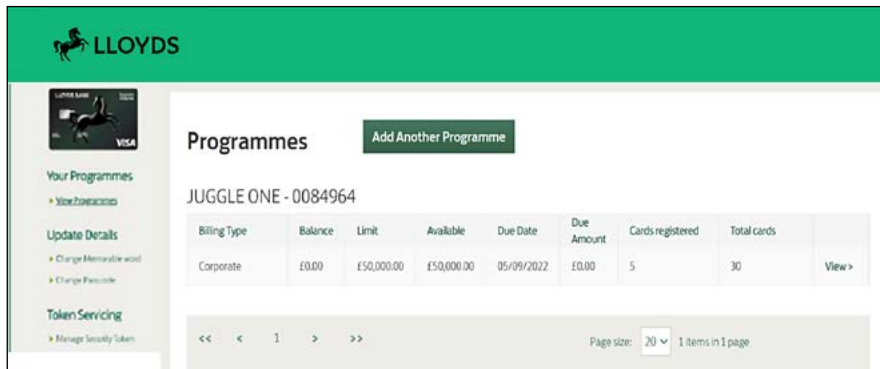 LLOYDS
LLOYDS BANK
VISA
Your Programmes
View Programmes
Update Details
Change Memorable word
Change Passcode
Token Servicing
Manage Security Token
Programmes
Add Another Programme
JUGGLE ONE - 0084964
Billing Type Balance Limit Available Due Date Due Amount Cards registered Total cards
Corporate £0.00 £50,000.00 £50,000.00 05/09/2022 £0.00 5 30 View >
<< < 1 > >> Page size: 20 1 items in 1 page